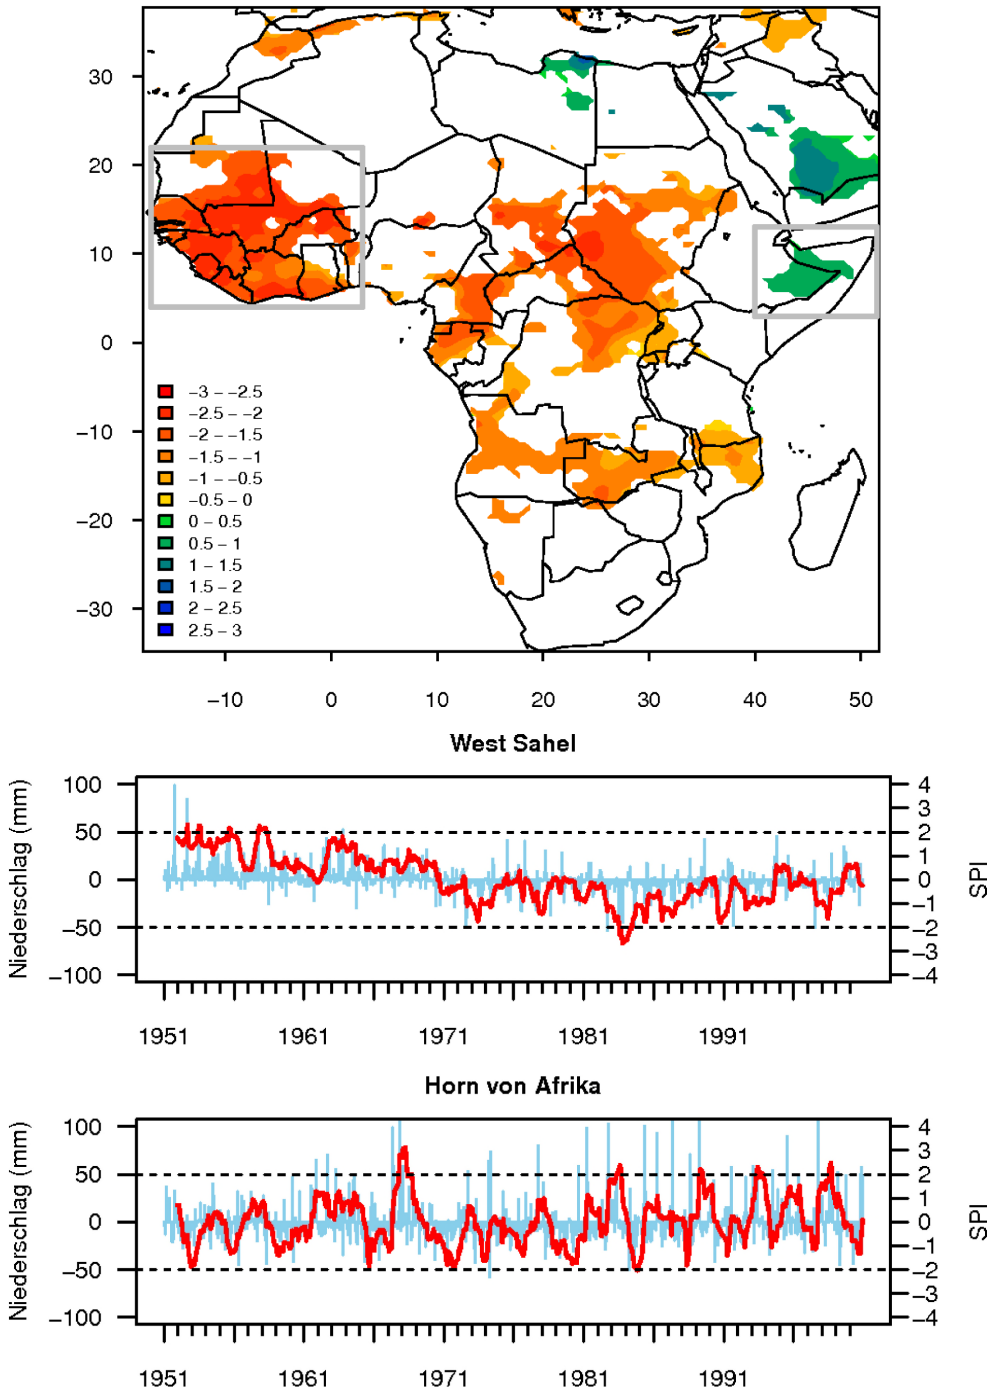 30
20
10
0
−10
−20
−30
−3 − −2.5
−2.5 − −2
−2 − −1.5
−1.5 − −1
−1 − −0.5
−0.5 − 0
0 − 0.5
0.5 − 1
1 − 1.5
1.5 − 2
2 − 2.5
2.5 − 3
−10 0 10 20 30 40 50
West Sahel
Niederschlag (mm)
100
50
0
−50
−100
4
3
2
1
0
−1
−2
−3
−4
SPI
1951 1961 1971 1981 1991
Horn von Afrika
Niederschlag (mm)
100
50
0
−50
−100
4
3
2
1
0
−1
−2
−3
−4
SPI
1951 1961 1971 1981 1991